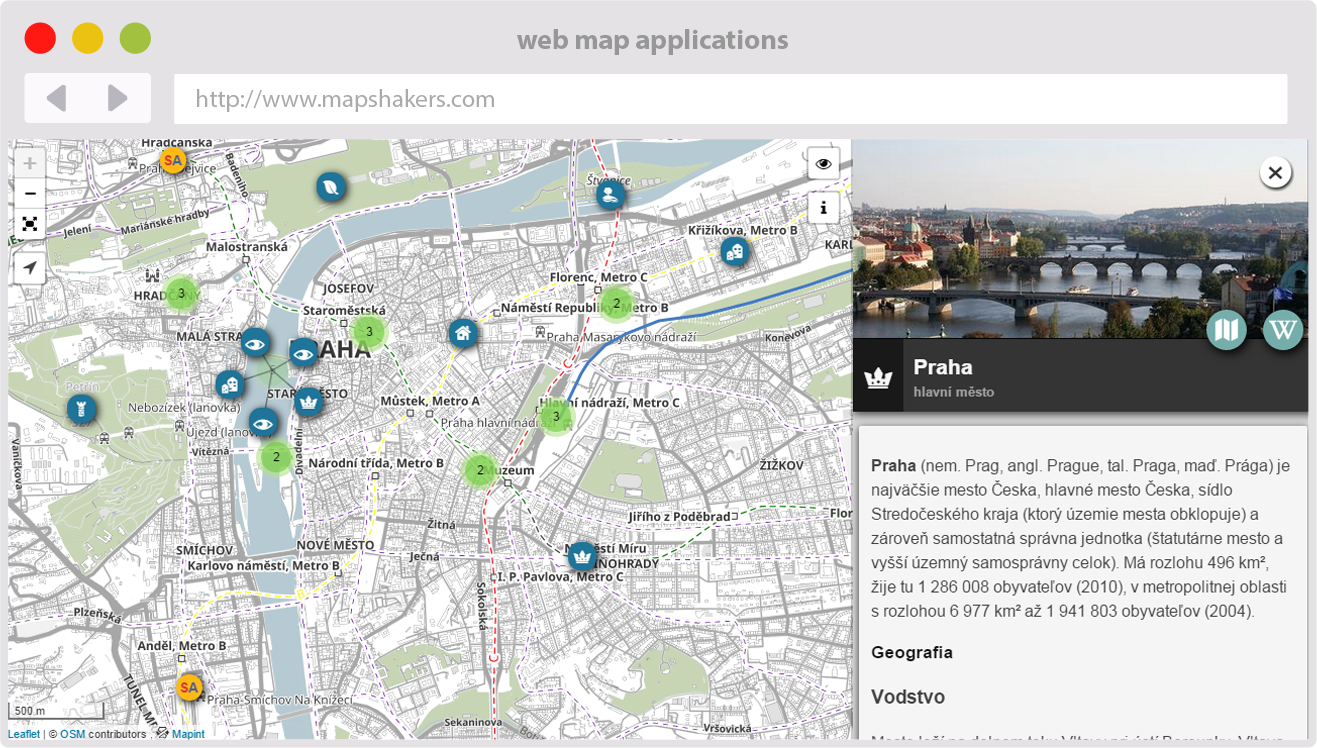 web map applications
http://www.mapshakers.com
Hradčanská
SA
Praha-Dejvice
Badeniho
Jelení
Mariánské hradby
Malostranská
3
HRADČANY
JOSEFOV
Staroměstská
3
MALÁ STRA
PRAHA
STARÉ MĚSTO
Petřín
327
Nebozízek (lanovka)
Újezd (lanovka)
Vítězná
Vaníčkova
Divadelní
2
Národní třída, Metro B
Můstek, Metro A
Praha hlavní nádraží
Štvanice
Florenc, Metro C
2
Náměstí Republiky, Metro B
Praha Masarykovo nádraží
Křižíkova, Metro B
KARL
Konevova
C
Hlavní nádraží, Metro C
3
2
Muzeum
ŽIŽKOV
Jiřího z Poděbrad
Flor
Žitná
Ječná
NOVÉ MĚSTO
SMÍCHOV
Karlovo náměstí, Metro B
B
Náměstí Míru
VINOHRADY
I. P. Pavlova, Metro C
Sokolská
C
Plzeňská
Anděl, Metro B
SA
Praha-Smíchov Na Knížecí
TUNEL Mr
Sekaninova
Vršovická
500 m
Leaflet | © OSM contributors , Mapint
+
−
i
W
Praha
hlavní město
Praha (nem. Prag, angl. Prague, tal. Praga, maď. Prága) je
najväčšie mesto Česka, hlavné mesto Česka, sídlo
Stredočeského kraja (ktorý územie mesta obklopuje) a
zároveň samostatná správna jednotka (štatutárne mesto a
vyšší územný samosprávny celok). Má rozlohu 496 km²,
žije tu 1 286 008 obyvateľov (2010), v metropolitnej oblasti
s rozlohou 6 977 km² až 1 941 803 obyvateľov (2004).
Geografia
Vodstvo